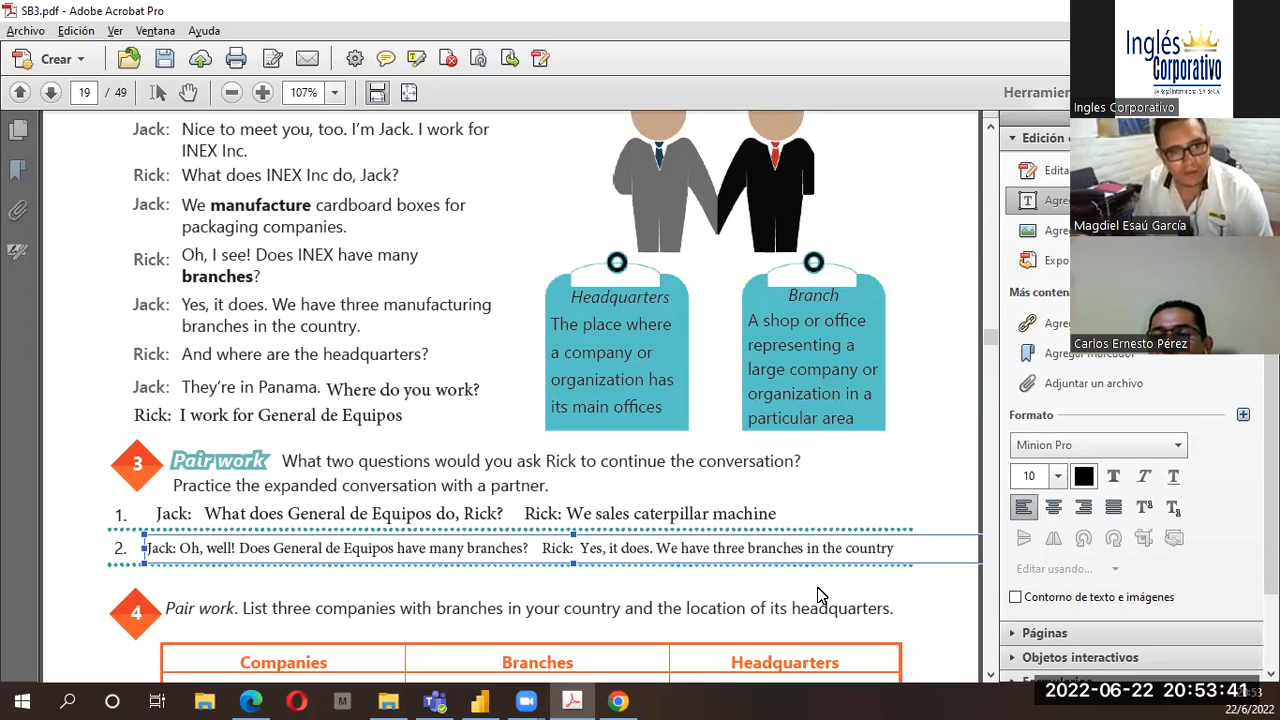 SB3.pdf - Adobe Acrobat Pro
Archivo Edición Ver Ventana Ayuda
Crear
19 / 49
107%
Herramie
Jack: Nice to meet you, too. I'm Jack. I work for
INEX Inc.
Rick: What does INEX Inc do, Jack?
Jack: We manufacture cardboard boxes for
packaging companies.
Rick: Oh, I see! Does INEX have many
branches?
Jack: Yes, it does. We have three manufacturing
branches in the country.
Rick: And where are the headquarters?
Jack: They're in Panama. Where do you work?
Rick: I work for General de Equipos
Headquarters
The place where
a company or
organization has
its main offices
Branch
A shop or office
representing a
large company or
organization in a
particular area
3 Pair work What two questions would you ask Rick to continue the conversation?
Practice the expanded conversation with a partner.
1. Jack: What does General de Equipos do, Rick? Rick: We sales caterpillar machine
2. Jack: Oh, well! Does General de Equipos have many branches? Rick: Yes, it does. We have three branches in the country
4 Pair work. List three companies with branches in your country and the location of its headquarters.
Companies Branches Headquarters
Inglés
Corporativo
Ingles Corporativo
Magdiel Esaú García
Carlos Ernesto Pérez
Edición d
Edita
Agre
Agre
Expo
Más conten
Agre
Agregar marcador
Adjuntar un archivo
Formato
Minion Pro
10
Editar usando...
Contorno de texto e imágenes
Páginas
Objetos interactivos
2022-06-22 20:53:41
22/6/2022